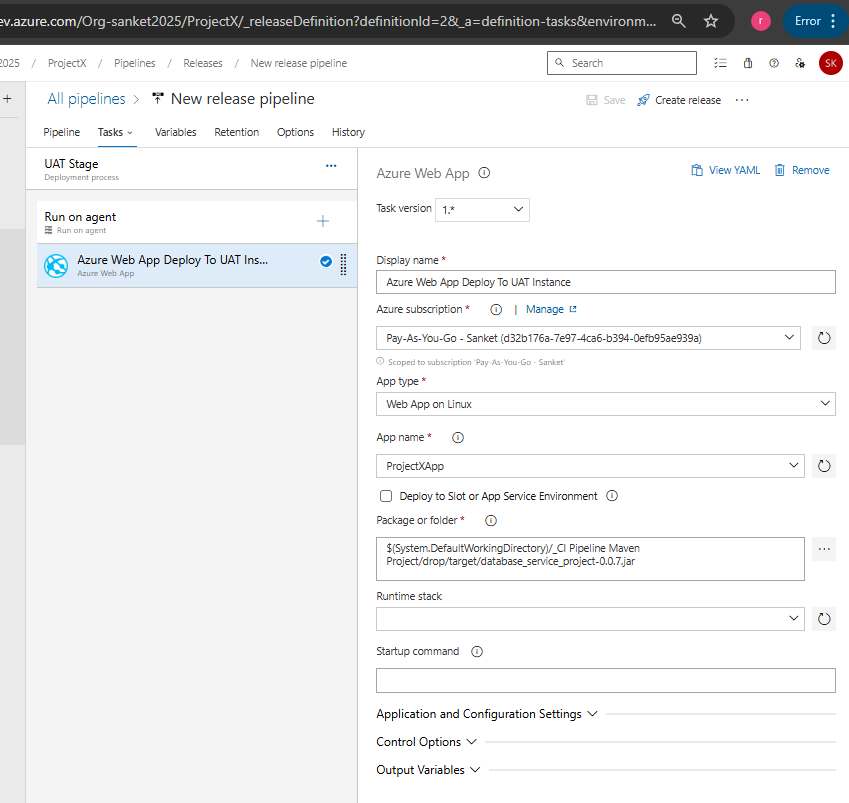 ev.azure.com/Org-sanket2025/ProjectX/_releaseDefinition?definitionId=2&_a=definition-tasks&environm...
r
Error
2025 / ProjectX / Pipelines / Releases / New release pipeline
Search
SK
All pipelines > New release pipeline
Save
Create release
Pipeline
Tasks
Variables
Retention
Options
History
UAT Stage
Deployment process
Run on agent
Run on agent
Azure Web App Deploy To UAT Ins...
Azure Web App
Azure Web App
View YAML
Remove
Task version
1.*
Display name *
Azure Web App Deploy To UAT Instance
Azure subscription *
| Manage
Pay-As-You-Go - Sanket (d32b176a-7e97-4ca6-b394-0efb95ae939a)
Scoped to subscription 'Pay-As-You-Go - Sanket'
App type *
Web App on Linux
App name *
ProjectXApp
Deploy to Slot or App Service Environment
Package or folder *
$(System.DefaultWorkingDirectory)/_CI Pipeline Maven
Project/drop/target/database_service_project-0.0.7.jar
Runtime stack
Startup command
Application and Configuration Settings
Control Options
Output Variables